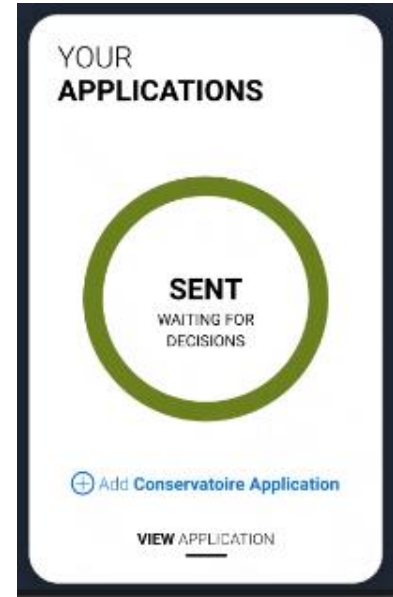 YOUR
APPLICATIONS
SENT
WAITING FOR
DECISIONS
Add Conservatoire Application
VIEW APPLICATION